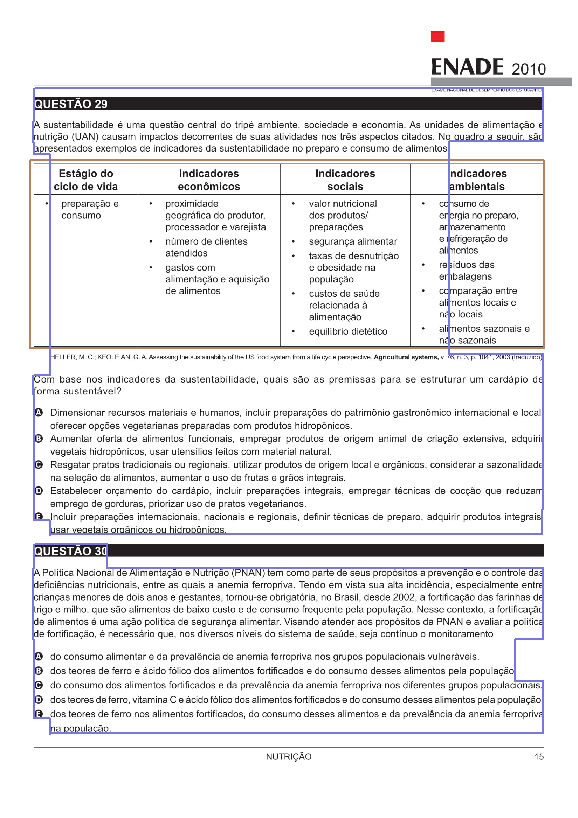 ENADE 2010
EXAME NACIONAL DE DESEMPENHO DOS ESTUDANTES
QUESTÃO 29
A sustentabilidade é uma questão central do tripé ambiente, sociedade e economia. As unidades de alimentação e
nutrição (UAN) causam impactos decorrentes de suas atividades nos três aspectos citados. No quadro a seguir, são
apresentados exemplos de indicadores da sustentabilidade no preparo e consumo de alimentos
Estágio do
ciclo de vida
• preparação e
consumo
Indicadores
econômicos
• proximidade
geográfica do produtor,
processador e varejista
• número de clientes
atendidos
• gastos com
alimentação e aquisição
de alimentos
Indicadores
sociais
• valor nutricional
dos produtos/
preparações
• segurança alimentar
• taxas de desnutrição
e obesidade na
população
• custos de saúde
relacionada à
alimentação
• equilíbrio dietético
Indicadores
ambientais
• consumo de
energia no preparo,
armazenamento
e refrigeração de
alimentos
• resíduos das
embalagens
• comparação entre
alimentos locais e
não locais
• alimentos sazonais e
não sazonais
HELLER, M. C.; KEOLEIAN, G. A. Assessing the sustainability of the US food system from a life cycle perspective. Agricultural systems, v. 76, n. 3, p. 1041, 2003 (traduzido)
Com base nos indicadores da sustentabilidade, quais são as premissas para se estruturar um cardápio de
forma sustentável?
A Dimensionar recursos materiais e humanos, incluir preparações do patrimônio gastronômico internacional e local
oferecer opções vegetarianas preparadas com produtos hidropônicos.
B Aumentar oferta de alimentos funcionais, empregar produtos de origem animal de criação extensiva, adquirir
vegetais hidropônicos, usar utensílios feitos com material natural.
C Resgatar pratos tradicionais ou regionais, utilizar produtos de origem local e orgânicos, considerar a sazonalidade
na seleção de alimentos, aumentar o uso de frutas e grãos integrais.
D Estabelecer orçamento do cardápio, incluir preparações integrais, empregar técnicas de cocção que reduzam
emprego de gorduras, priorizar uso de pratos vegetarianos.
E Incluir preparações internacionais, nacionais e regionais, definir técnicas de preparo, adquirir produtos integrais
usar vegetais orgânicos ou hidropônicos.
QUESTÃO 30
A Política Nacional de Alimentação e Nutrição (PNAN) tem como parte de seus propósitos a prevenção e o controle das
deficiências nutricionais, entre as quais a anemia ferropriva. Tendo em vista sua alta incidência, especialmente entre
crianças menores de dois anos e gestantes, tornou-se obrigatória, no Brasil, desde 2002, a fortificação das farinhas de
trigo e milho, que são alimentos de baixo custo e de consumo frequente pela população. Nesse contexto, a fortificação
de alimentos é uma ação política de segurança alimentar. Visando atender aos propósitos da PNAN e avaliar a política
de fortificação, é necessário que, nos diversos níveis do sistema de saúde, seja contínuo o monitoramento
A do consumo alimentar e da prevalência de anemia ferropriva nos grupos populacionais vulneráveis.
B dos teores de ferro e ácido fólico dos alimentos fortificados e do consumo desses alimentos pela população
C do consumo dos alimentos fortificados e da prevalência da anemia ferropriva nos diferentes grupos populacionais.
D dos teores de ferro, vitamina C e ácido fólico dos alimentos fortificados e do consumo desses alimentos pela população
E dos teores de ferro nos alimentos fortificados, do consumo desses alimentos e da prevalência da anemia ferropriva
na população.
NUTRIÇÃO 15